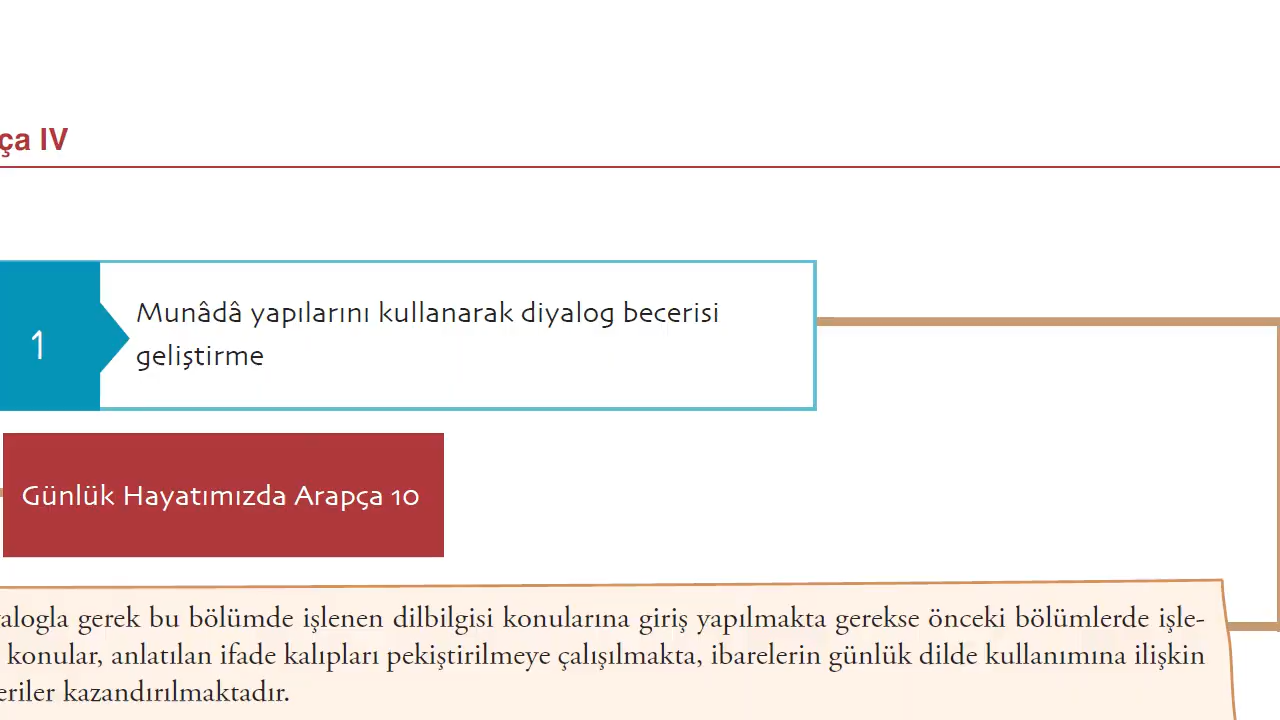 ça IV
Munâdâ yapılarını kullanarak diyalog becerisi
1
geliştirme
Günlük Hayatımızda Arapça 10
yalogla gerek bu bölümde işlenen dilbilgisi konularına giriş yapılmakta gerekse önceki bölümlerde işle-
konular, anlatılan ifade kalıpları pekiştirilmeye çalışılmakta, ibarelerin günlük dilde kullanımına ilişkin
eriler kazandırılmaktadır.